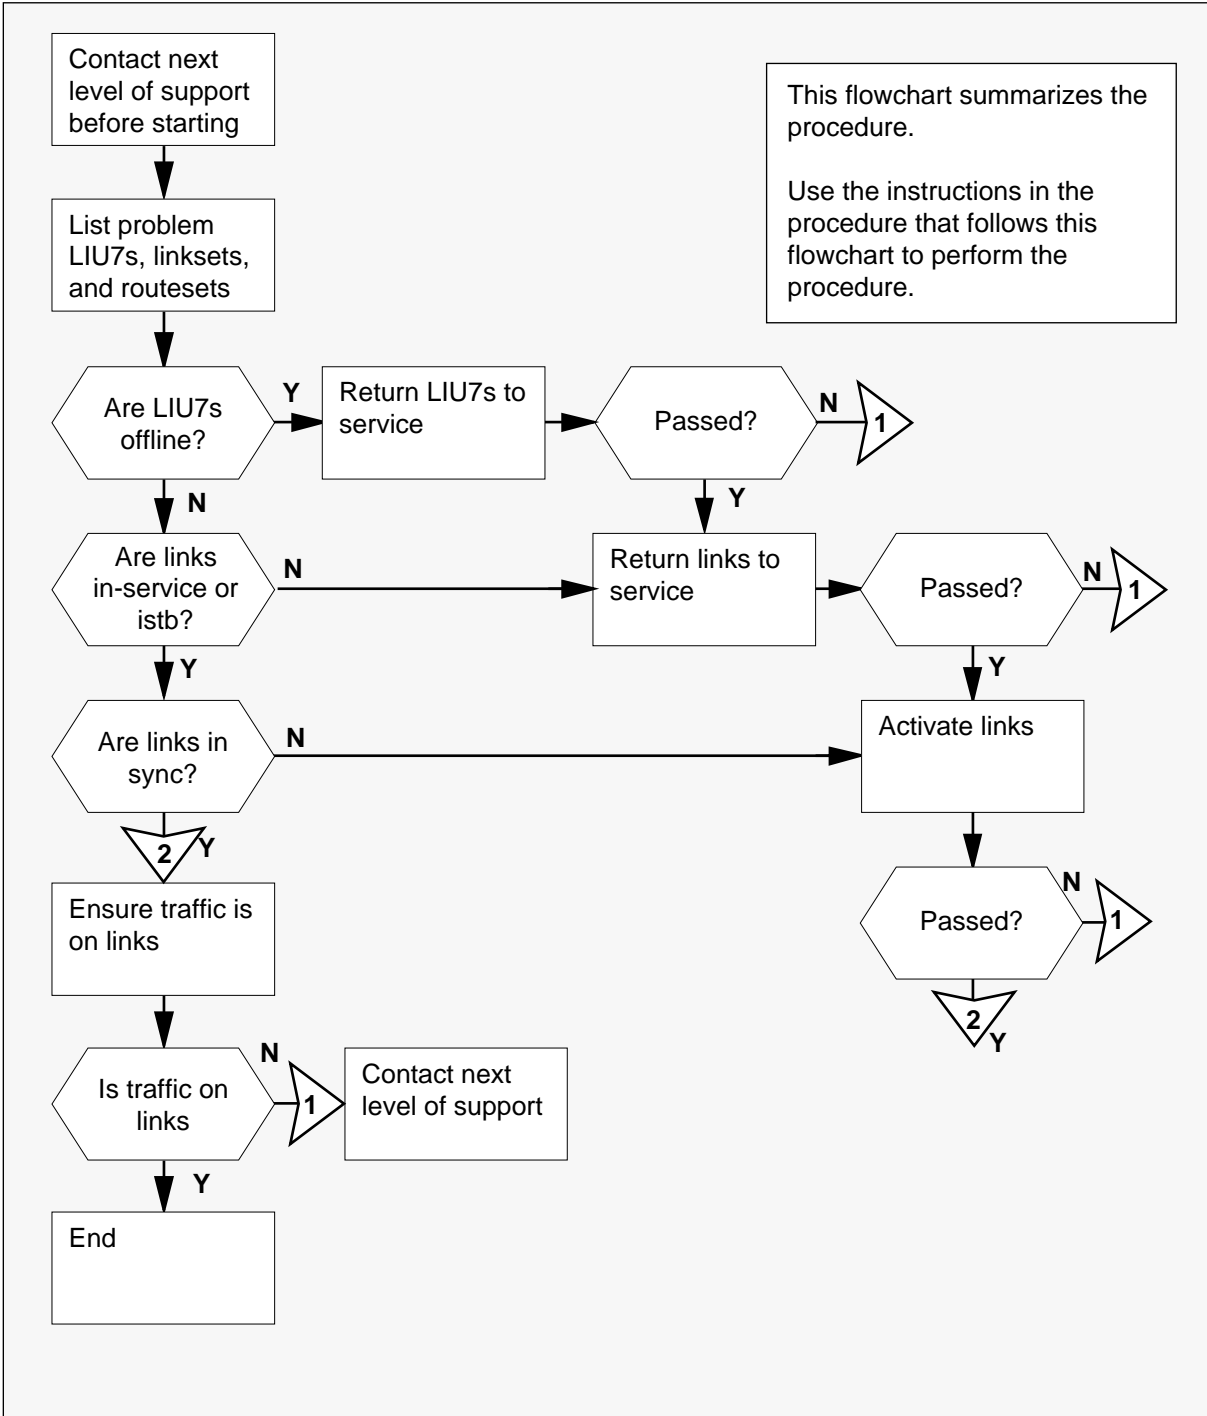 Contact next
level of support
before starting
This flowchart summarizes the
procedure.
Use the instructions in the
procedure that follows this
flowchart to perform the
procedure.
List problem
LIU7s, linksets,
and routesets
Are LIU7s
offline?
Y
Return LIU7s to
service
Passed?
N
1
N
Y
Are links
in-service or
istb?
N
Return links to
service
Passed?
N
1
Y
Y
Are links in
sync?
N
Activate links
2
Y
Ensure traffic is
on links
Passed?
N
1
2
Y
Is traffic on
links
N
1
Contact next
level of support
Y
End